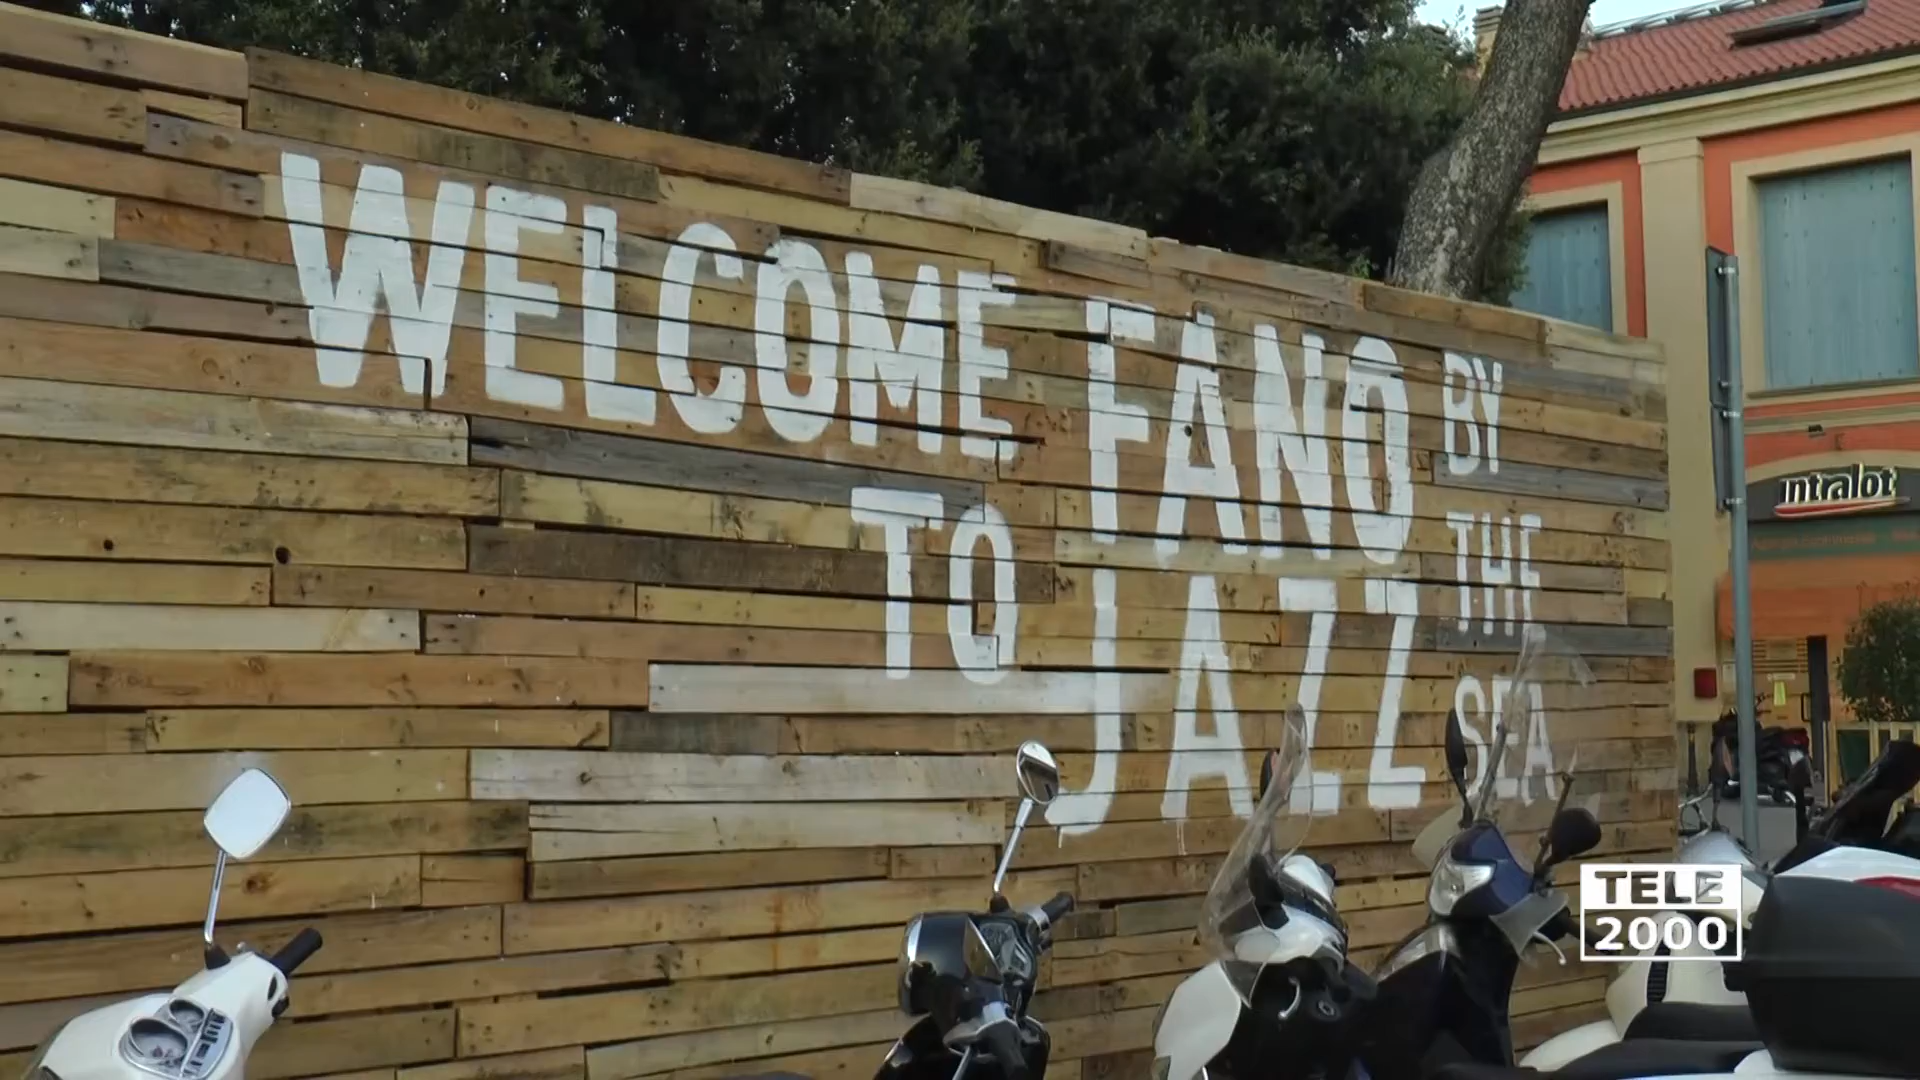 WELCOME TO
FANO JAZZ
BY THE SEA
ntralot
TELE
2000